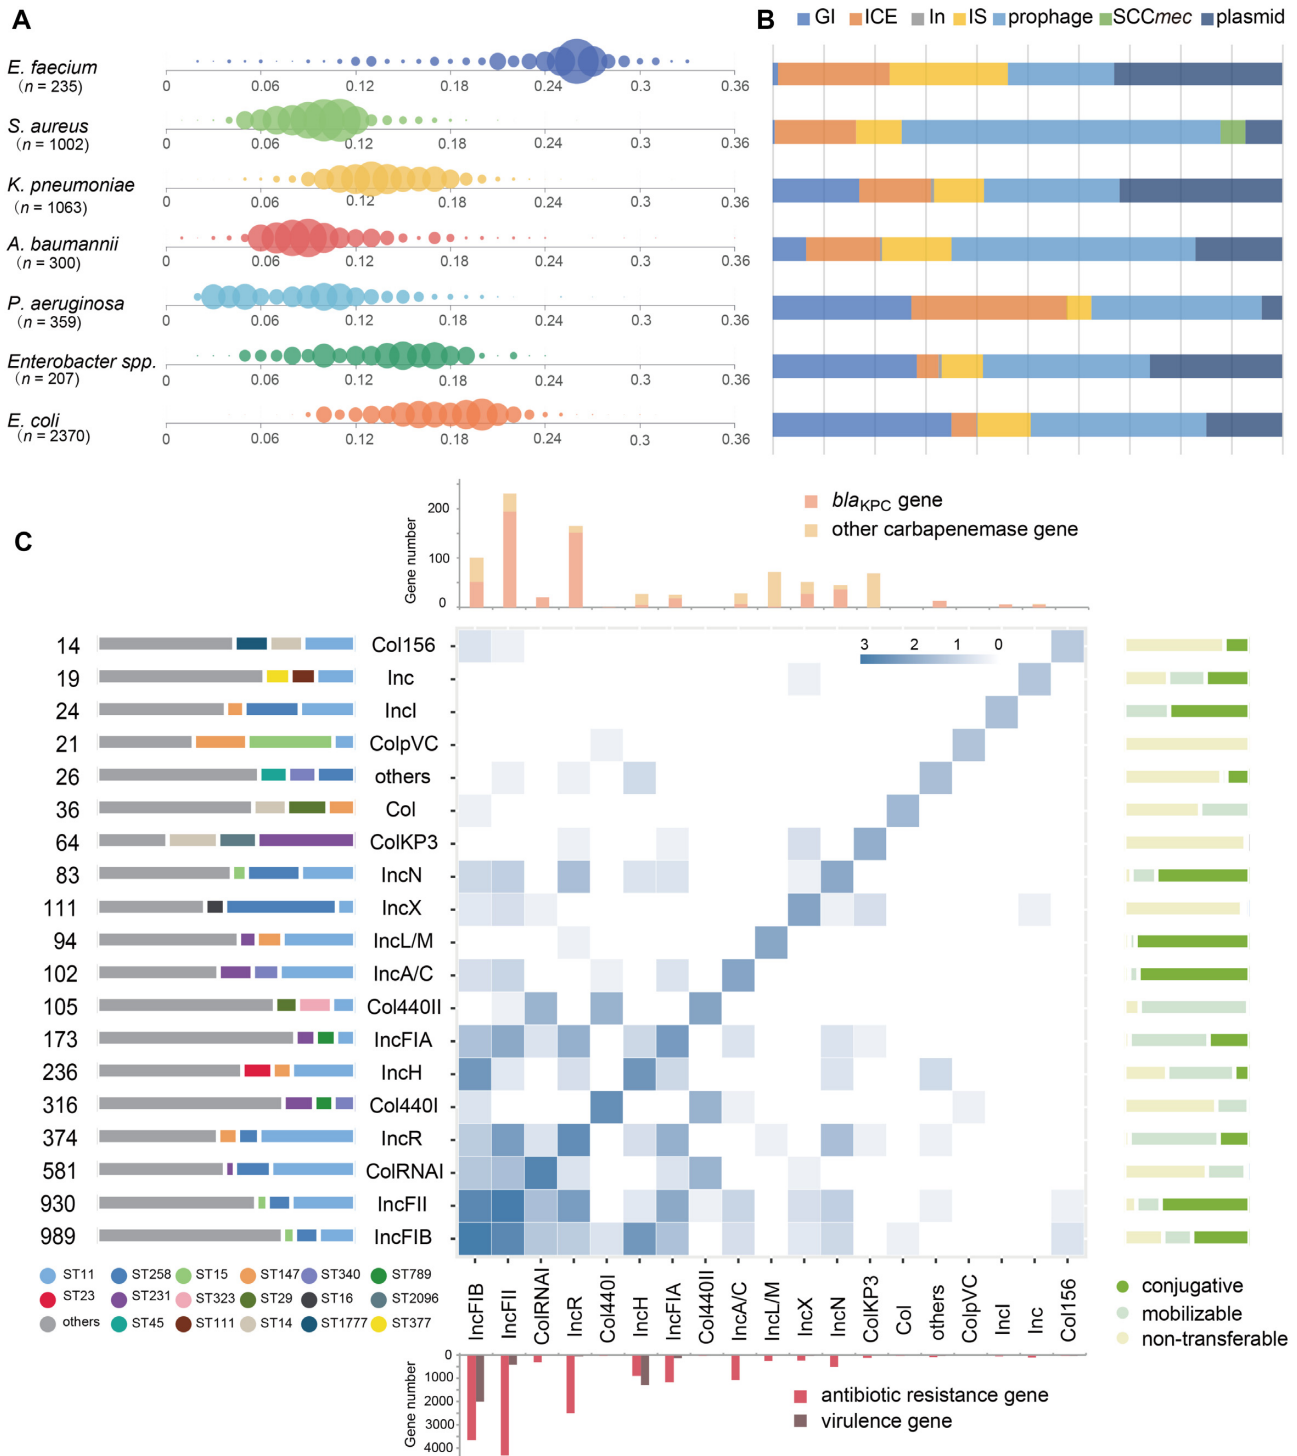 A
E. faecium
(n = 235)
0 0.06 0.12 0.18 0.24 0.3 0.36
S. aureus
(n = 1002)
0 0.06 0.12 0.18 0.24 0.3 0.36
K. pneumoniae
(n = 1063)
0 0.06 0.12 0.18 0.24 0.3 0.36
A. baumannii
(n = 300)
0 0.06 0.12 0.18 0.24 0.3 0.36
P. aeruginosa
(n = 359)
0 0.06 0.12 0.18 0.24 0.3 0.36
Enterobacter spp.
(n = 207)
0 0.06 0.12 0.18 0.24 0.3 0.36
E. coli
(n = 2370)
0 0.06 0.12 0.18 0.24 0.3 0.36
B
GI ICE In IS prophage SCCmec plasmid
C
Gene number
200
100
0
blaKPC gene
other carbapenemase gene
3 2 1 0
14 Col156
19 Inc
24 IncI
21 ColpVC
26 others
36 Col
64 ColKP3
83 IncN
111 IncX
94 IncL/M
102 IncA/C
105 Col440II
173 IncFIA
236 IncH
316 Col440I
374 IncR
581 ColRNAI
930 IncFII
989 IncFIB
ST11 ST258 ST15 ST147 ST340 ST789
ST23 ST231 ST323 ST29 ST16 ST2096
others ST45 ST111 ST14 ST1777 ST377
IncFIB IncFII ColRNAI IncR Col440I IncH IncFIA Col440II IncA/C IncL/M IncX IncN ColKP3 Col others ColpVC IncI Inc Col156
conjugative
mobilizable
non-transferable
Gene number
0
1000
2000
3000
4000
antibiotic resistance gene
virulence gene